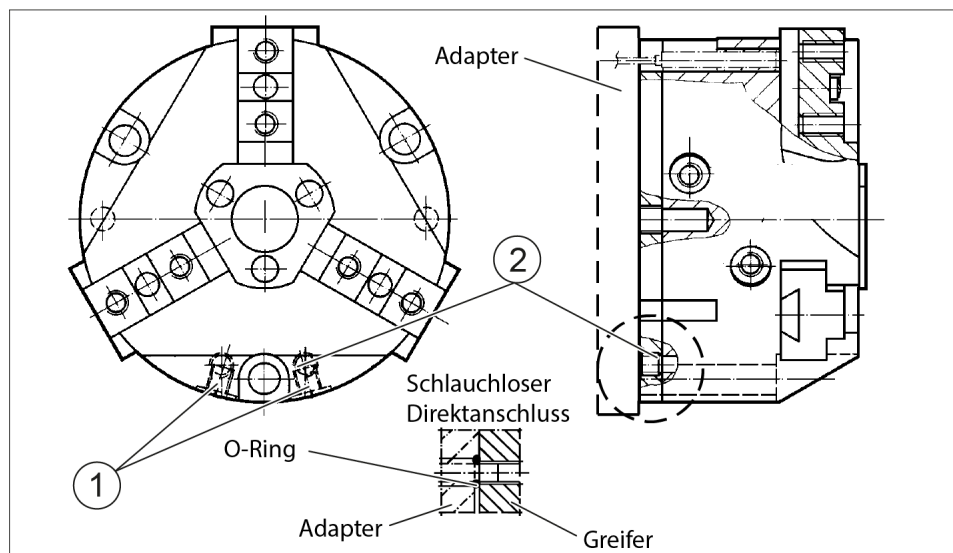 Adapter
2
Schlauchloser
Direktanschluss
O-Ring
1
Adapter
Greifer